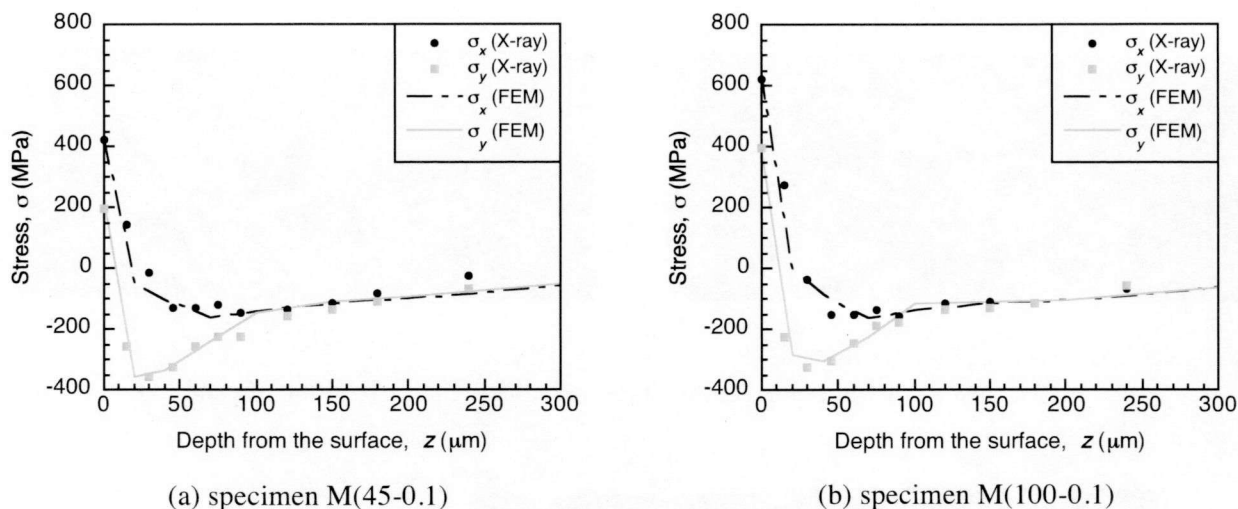 800
600
400
200
0
-200
-400
Stress, σ (MPa)
σx (X-ray)
σy (X-ray)
σx (FEM)
σy (FEM)
0 50 100 150 200 250 300
Depth from the surface, z (μm)
(a) specimen M(45-0.1)
800
600
400
200
0
-200
-400
Stress, σ (MPa)
σx (X-ray)
σy (X-ray)
σx (FEM)
σy (FEM)
0 50 100 150 200 250 300
Depth from the surface, z (μm)
(b) specimen M(100-0.1)